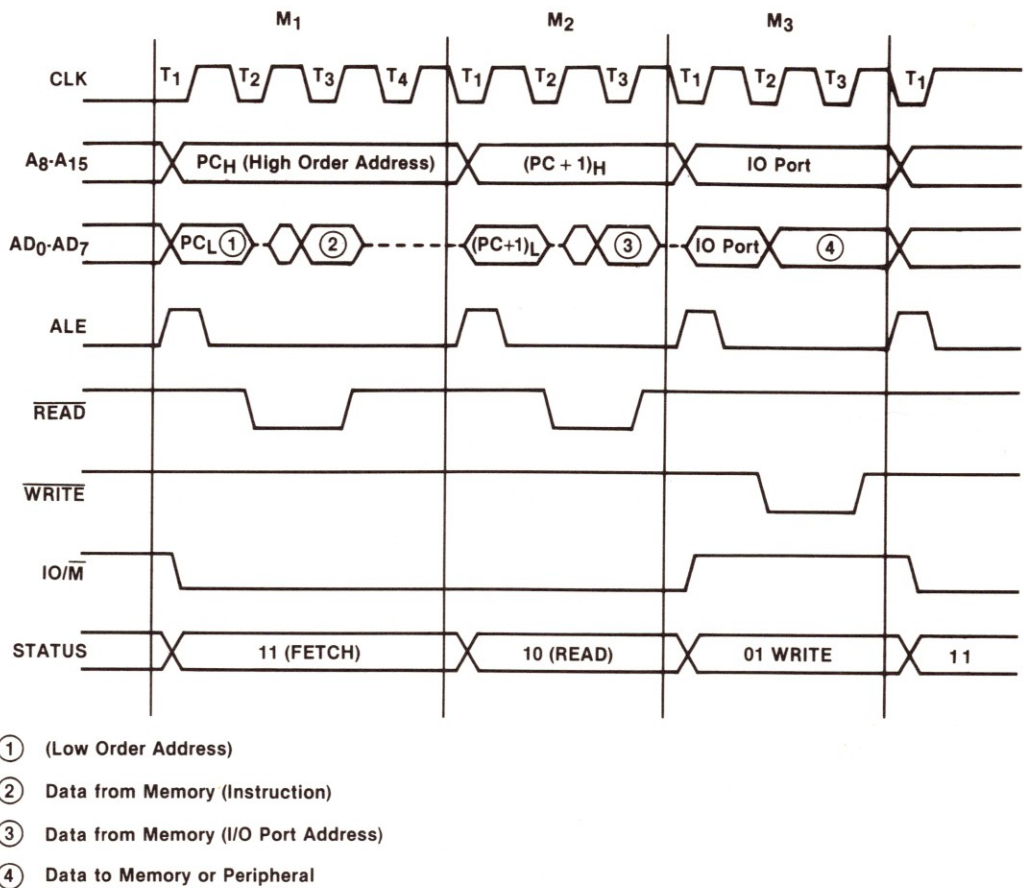 M1 M2 M3
CLK T1 T2 T3 T4 T1 T2 T3 T1 T2 T3 T1
A8-A15 PCH (High Order Address) (PC + 1)H IO Port
AD0-AD7 PCL ① ② (PC+1)L ③ IO Port ④
ALE
READ
WRITE
IO/M
STATUS 11 (FETCH) 10 (READ) 01 WRITE 11
① (Low Order Address)
② Data from Memory (Instruction)
③ Data from Memory (I/O Port Address)
④ Data to Memory or Peripheral